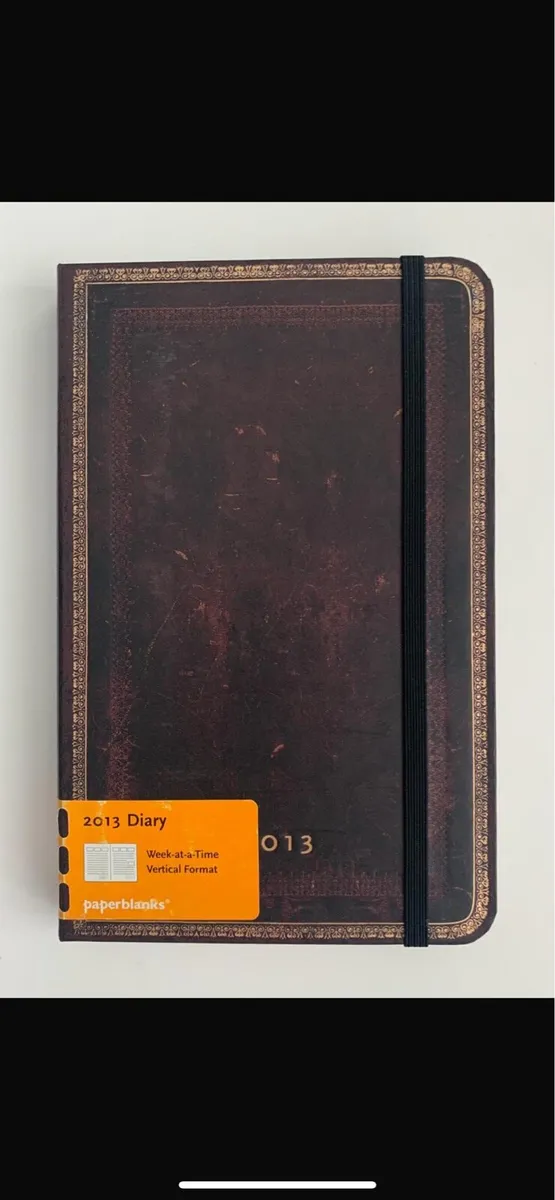 2013 Diary
013
Week-at-a-Time
Vertical Format
paperblanks®